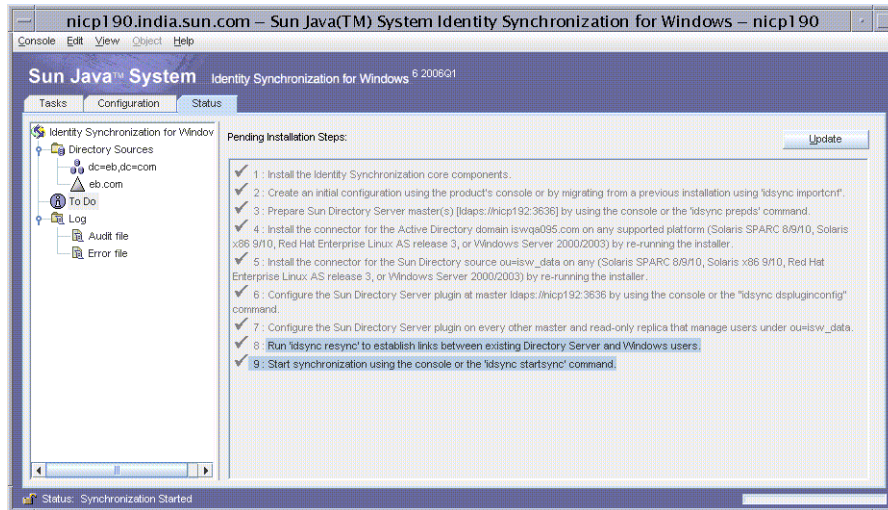 nicp190.india.sun.com – Sun Java(TM) System Identity Synchronization for Windows – nicp190
Console Edit View Object Help
Sun Java™ System Identity Synchronization for Windows 6 2006Q1
Tasks Configuration Status
Identity Synchronization for Window
Directory Sources
dc=eb,dc=com
eb.com
To Do
Log
Audit file
Error file
Pending Installation Steps:
Update
1 : Install the Identity Synchronization core components.
2 : Create an initial configuration using the product's console or by migrating from a previous installation using 'idsync importcnf'.
3 : Prepare Sun Directory Server master(s) [ldaps://nicp192:3636] by using the console or the 'idsync prepds' command.
4 : Install the connector for the Active Directory domain iswqa095.com on any supported platform (Solaris SPARC 8/9/10, Solaris
x86 9/10, Red Hat Enterprise Linux AS release 3, or Windows Server 2000/2003) by re-running the installer.
5 : Install the connector for the Sun Directory source ou=isw_data on any (Solaris SPARC 8/9/10, Solaris x86 9/10, Red Hat
Enterprise Linux AS release 3, or Windows Server 2000/2003) by re-running the installer.
6 : Configure the Sun Directory Server plugin at master ldaps://nicp192:3636 by using the console or the "idsync dspluginconfig"
command.
7 : Configure the Sun Directory Server plugin on every other master and read-only replica that manage users under ou=isw_data.
8 : Run 'idsync resync' to establish links between existing Directory Server and Windows users.
9 : Start synchronization using the console or the 'idsync startsync' command.
Status: Synchronization Started